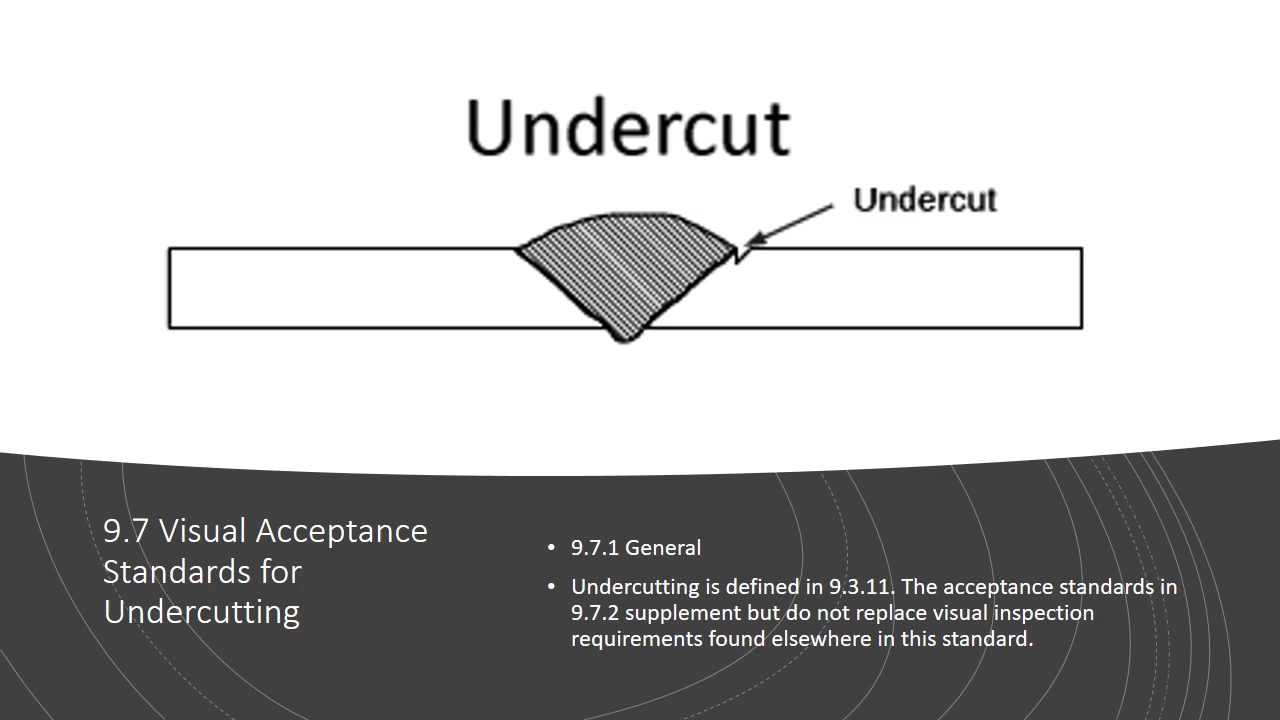 Undercut
Undercut
9.7 Visual Acceptance
Standards for
Undercutting
• 9.7.1 General
• Undercutting is defined in 9.3.11. The acceptance standards in
9.7.2 supplement but do not replace visual inspection
requirements found elsewhere in this standard.